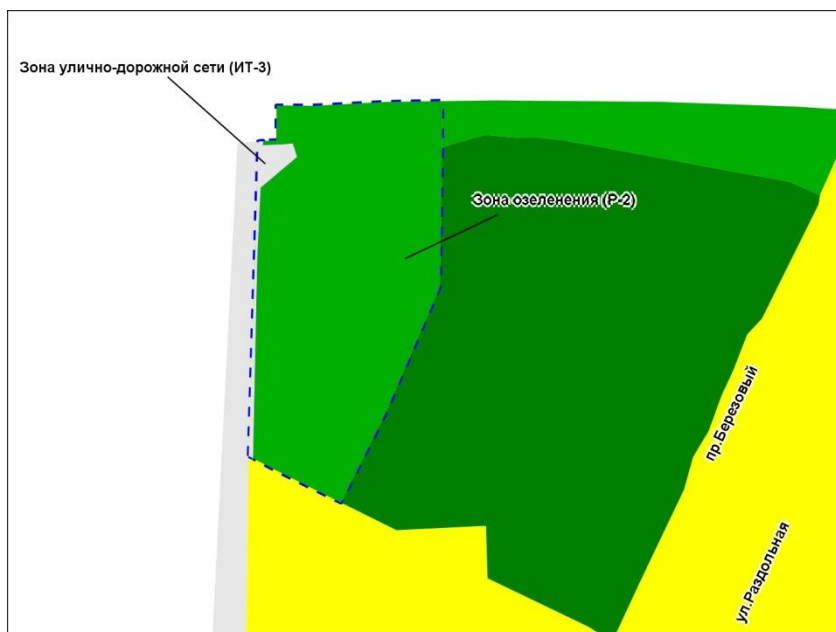 Зона улично-дорожной сети (ИТ-3)
Зона озеленения (Р-2)
пр.Березовый
ул.Раздольная